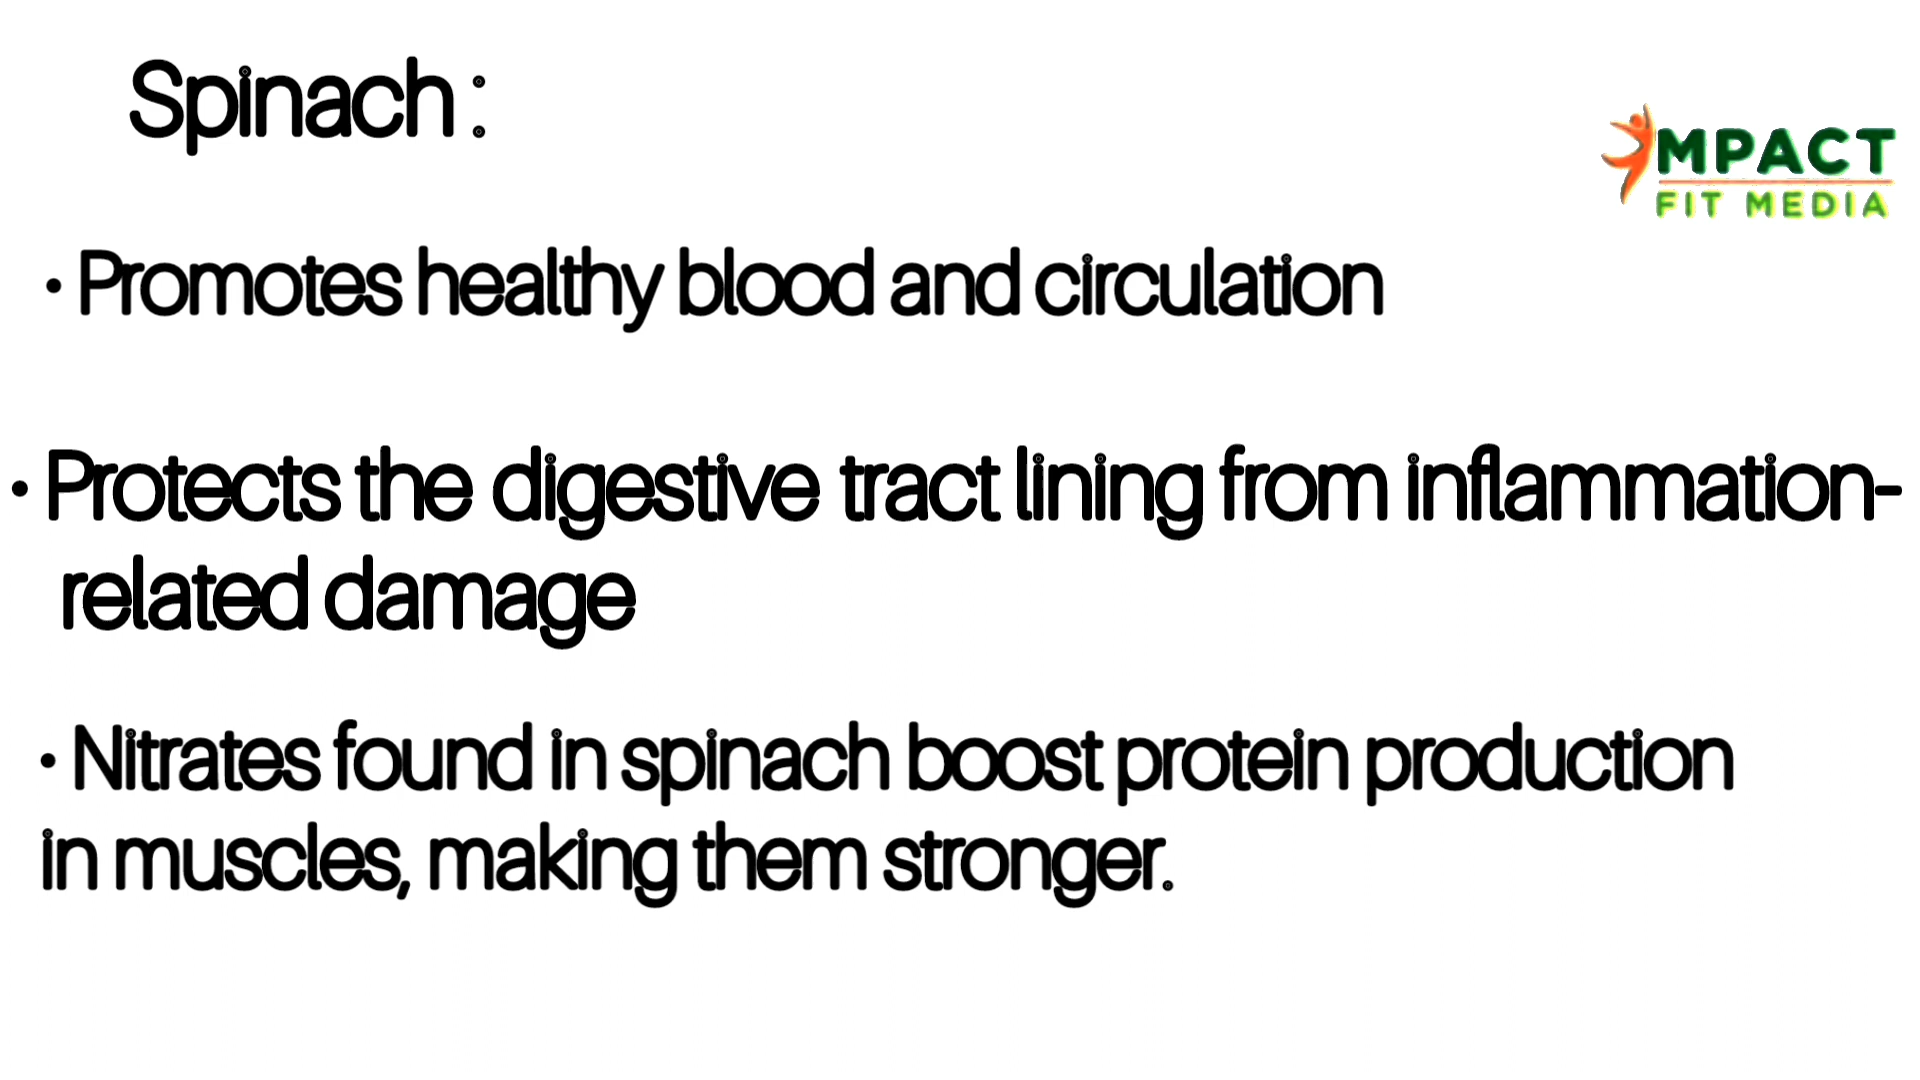 Spinach :
MPACT
FIT MEDIA
· Promotes healthy blood and circulation
· Protects the digestive tract lining from inflammation-
related damage
· Nitrates found in spinach boost protein production
in muscles, making them stronger.